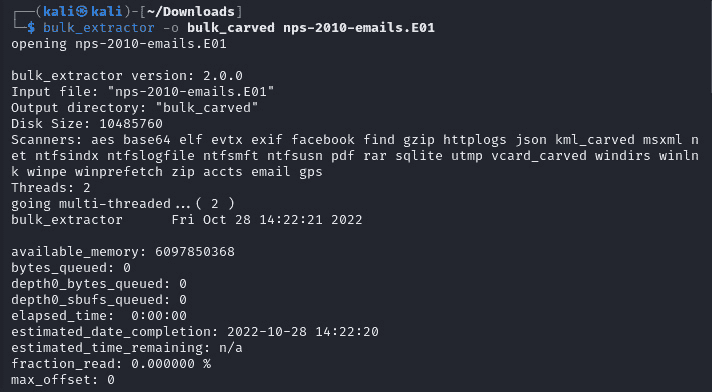 ┌──(kali㉿kali)-[~/Downloads]
└─$ bulk_extractor -o bulk_carved nps-2010-emails.E01
opening nps-2010-emails.E01
bulk_extractor version: 2.0.0
Input file: "nps-2010-emails.E01"
Output directory: "bulk_carved"
Disk Size: 10485760
Scanners: aes base64 elf evtx exif facebook find gzip httplogs json kml_carved msxml n
et ntfsindx ntfslogfile ntfsmft ntfsusn pdf rar sqlite utmp vcard_carved windirs winln
k winpe winprefetch zip accts email gps
Threads: 2
going multi-threaded...( 2 )
bulk_extractor      Fri Oct 28 14:22:21 2022
available_memory: 6097850368
bytes_queued: 0
depth0_bytes_queued: 0
depth0_sbufs_queued: 0
elapsed_time:  0:00:00
estimated_date_completion: 2022-10-28 14:22:20
estimated_time_remaining: n/a
fraction_read: 0.000000 %
max_offset: 0